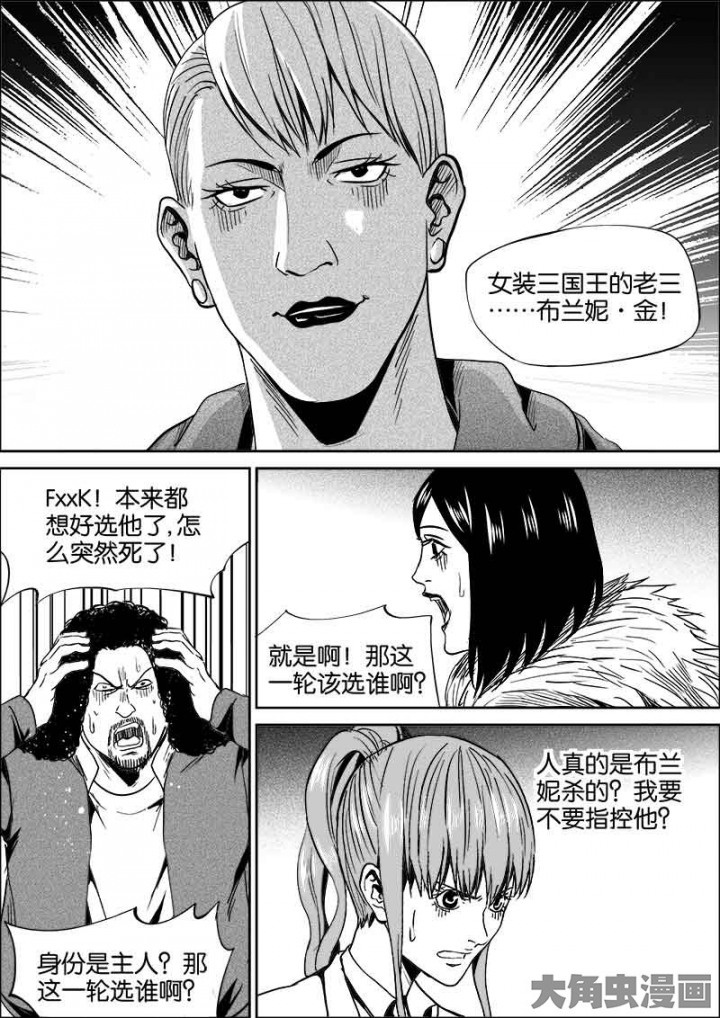 女装三国王的老三
……布兰妮·金！
FxxK！本来都
想好选他了，怎
么突然死了！
身份是主人？那
这一轮选谁啊？
就是啊！那这
一轮该选谁啊？
人真的是布兰
妮杀的？我要
不要指控他？
大角虫漫画